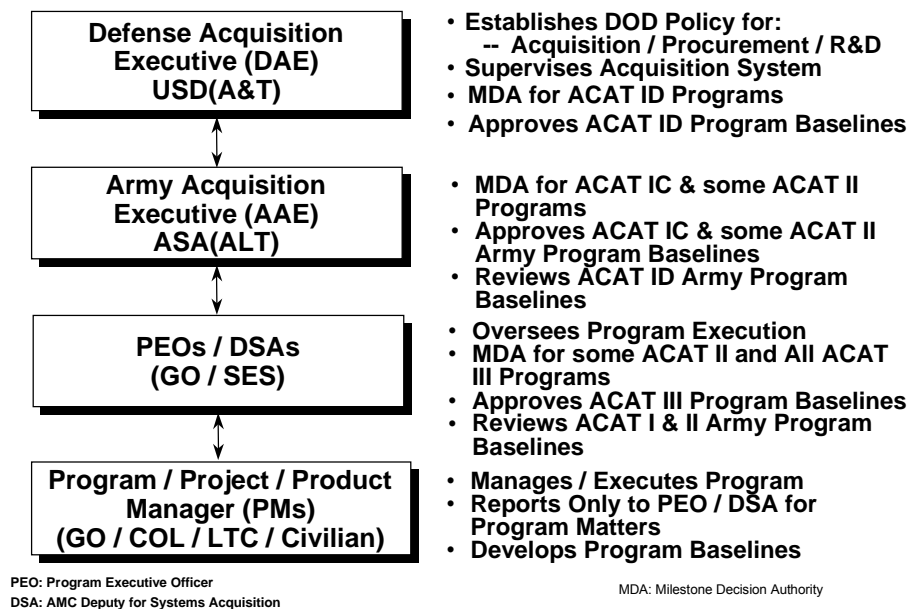 Defense Acquisition
Executive (DAE)
USD(A&T)
• Establishes DOD Policy for:
-- Acquisition / Procurement / R&D
• Supervises Acquisition System
• MDA for ACAT ID Programs
• Approves ACAT ID Program Baselines
Army Acquisition
Executive (AAE)
ASA(ALT)
• MDA for ACAT IC & some ACAT II
Programs
• Approves ACAT IC & some ACAT II
Army Program Baselines
• Reviews ACAT ID Army Program
Baselines
PEOs / DSAs
(GO / SES)
• Oversees Program Execution
• MDA for some ACAT II and All ACAT
III Programs
• Approves ACAT III Program Baselines
• Reviews ACAT I & II Army Program
Baselines
Program / Project / Product
Manager (PMs)
(GO / COL / LTC / Civilian)
• Manages / Executes Program
• Reports Only to PEO / DSA for
Program Matters
• Develops Program Baselines
PEO: Program Executive Officer
DSA: AMC Deputy for Systems Acquisition
MDA: Milestone Decision Authority